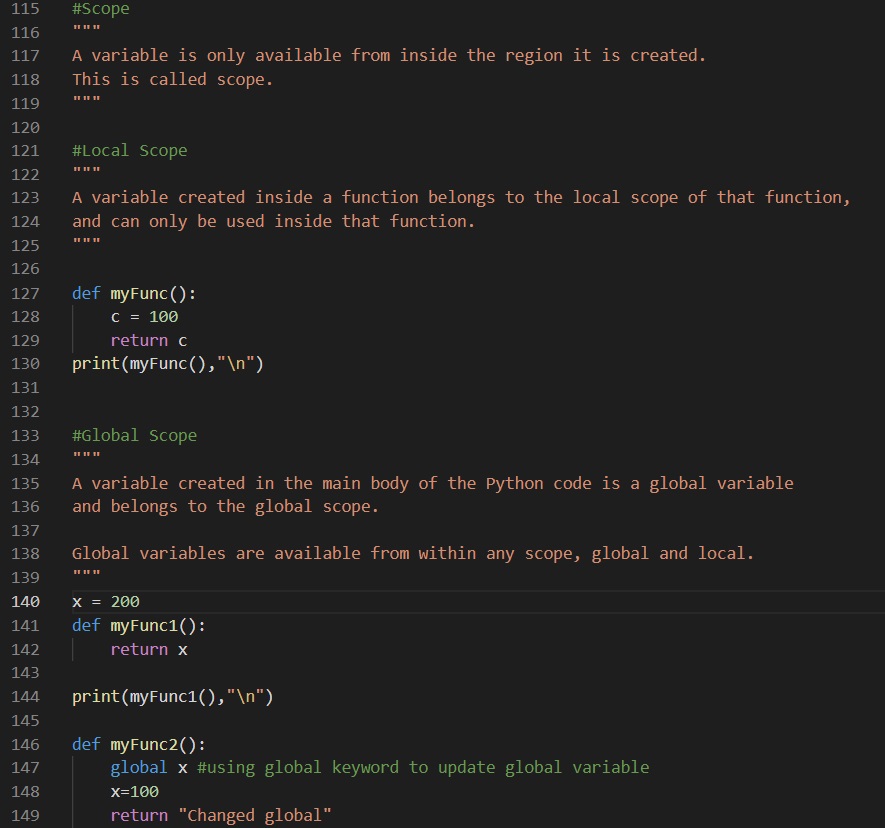 115 #Scope
116 """
117 A variable is only available from inside the region it is created.
118 This is called scope.
119 """
120
121 #Local Scope
122 """
123 A variable created inside a function belongs to the local scope of that function,
124 and can only be used inside that function.
125 """
126
127 def myFunc():
128     c = 100
129     return c
130 print(myFunc(),"\n")
131
132
133 #Global Scope
134 """
135 A variable created in the main body of the Python code is a global variable
136 and belongs to the global scope.
137
138 Global variables are available from within any scope, global and local.
139 """
140 x = 200
141 def myFunc1():
142     return x
143
144 print(myFunc1(),"\n")
145
146 def myFunc2():
147     global x #using global keyword to update global variable
148     x=100
149     return "Changed global"